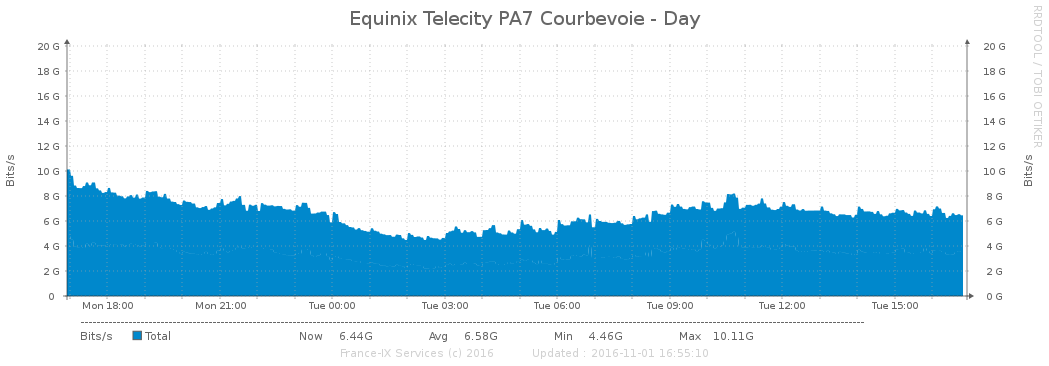 Equinix Telecity PA7 Courbevoie - Day
RRDTOOL / TOBI OETIKER
Bits/s
20 G
18 G
16 G
14 G
12 G
10 G
8 G
6 G
4 G
2 G
0
20 G
18 G
16 G
14 G
12 G
10 G
8 G
6 G
4 G
2 G
0 G
Bits/s
Mon 18:00 Mon 21:00 Tue 00:00 Tue 03:00 Tue 06:00 Tue 09:00 Tue 12:00 Tue 15:00
Bits/s Total Now 6.44G Avg 6.58G Min 4.46G Max 10.11G
France-IX Services (c) 2016 Updated : 2016-11-01 16:55:10